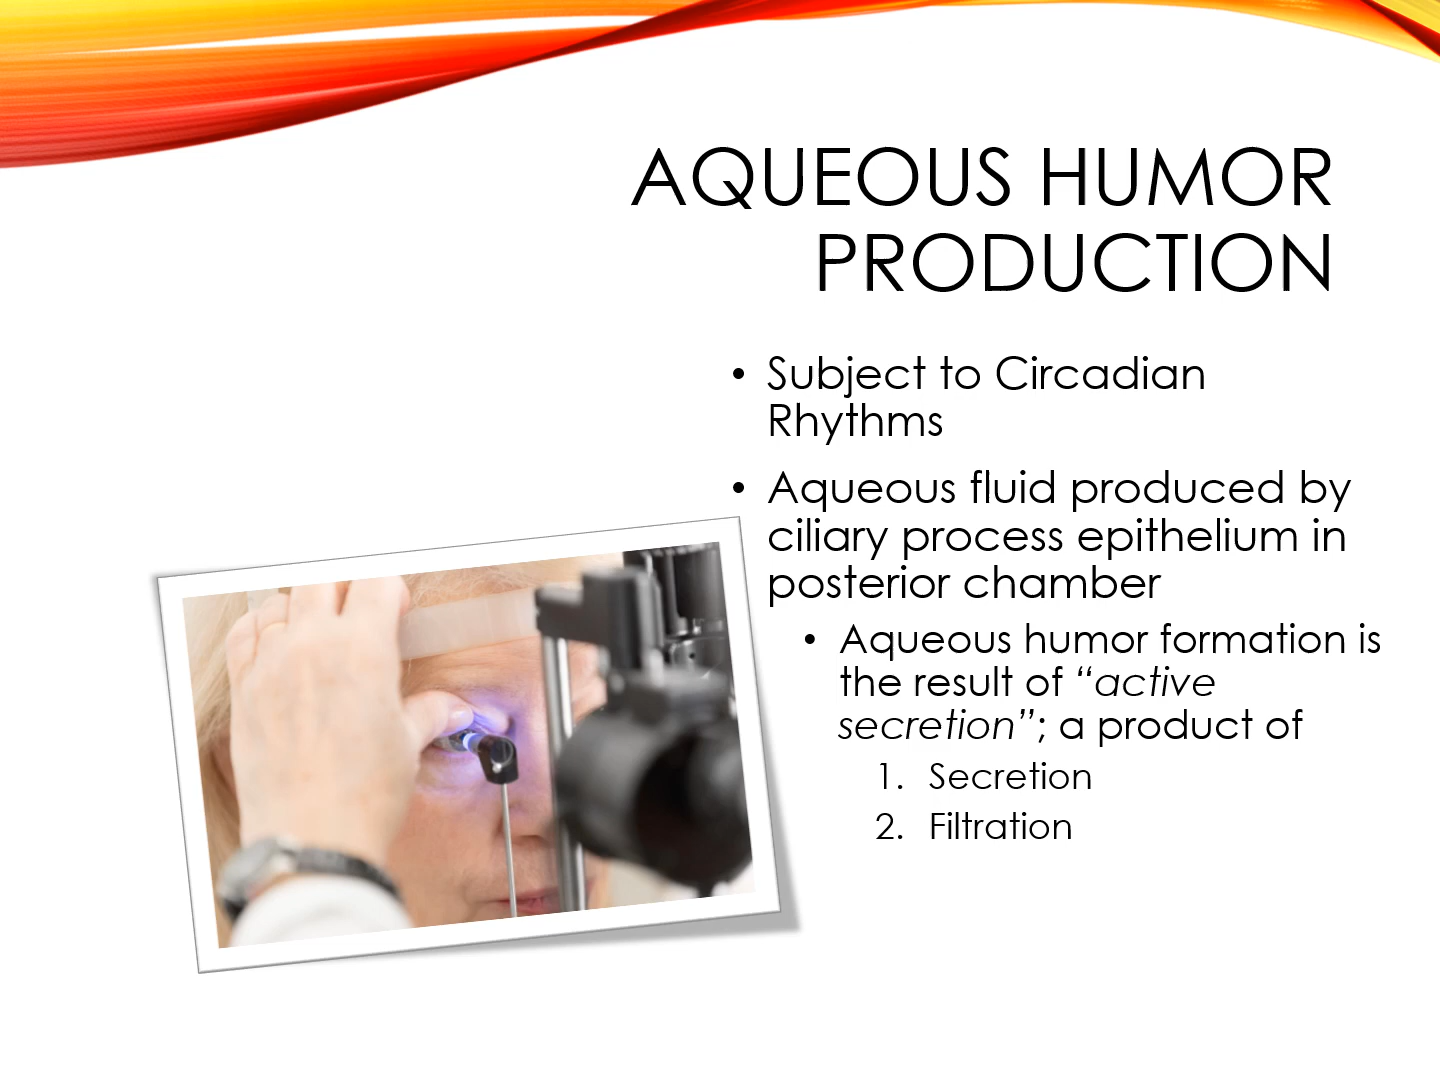 AQUEOUS HUMOR
PRODUCTION
• Subject to Circadian
Rhythms
• Aqueous fluid produced by
ciliary process epithelium in
posterior chamber
• Aqueous humor formation is
the result of “active
secretion”; a product of
1. Secretion
2. Filtration